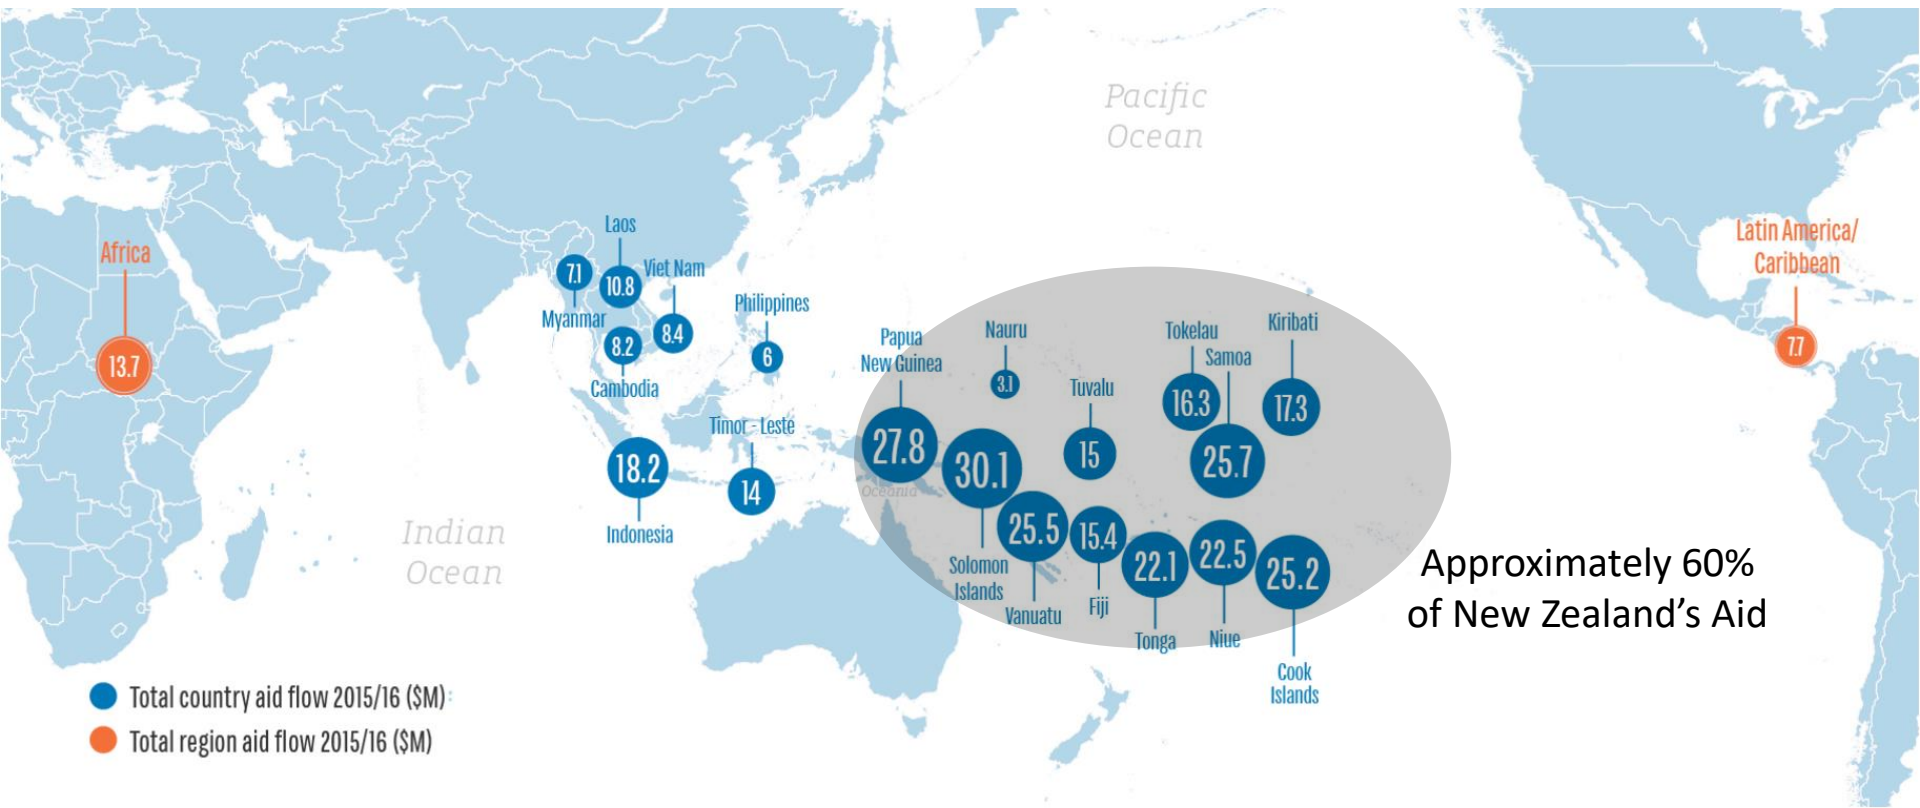 Pacific
Ocean
Africa
13.7
Laos
7.1
10.8
Viet Nam
Myanmar
8.2
8.4
Cambodia
Philippines
6
Timor - Leste
18.2
14
Indonesia
Indian
Ocean
Papua
New Guinea
27.8
Oceania
Nauru
3.1
30.1
Solomon
Islands
Tuvalu
15
25.5
Vanuatu
15.4
Fiji
Tokelau
16.3
Samoa
25.7
Kiribati
17.3
22.1
Tonga
22.5
Niue
25.2
Cook
Islands
Latin America/
Caribbean
7.7
Approximately 60%
of New Zealand’s Aid
Total country aid flow 2015/16 ($M)
Total region aid flow 2015/16 ($M)